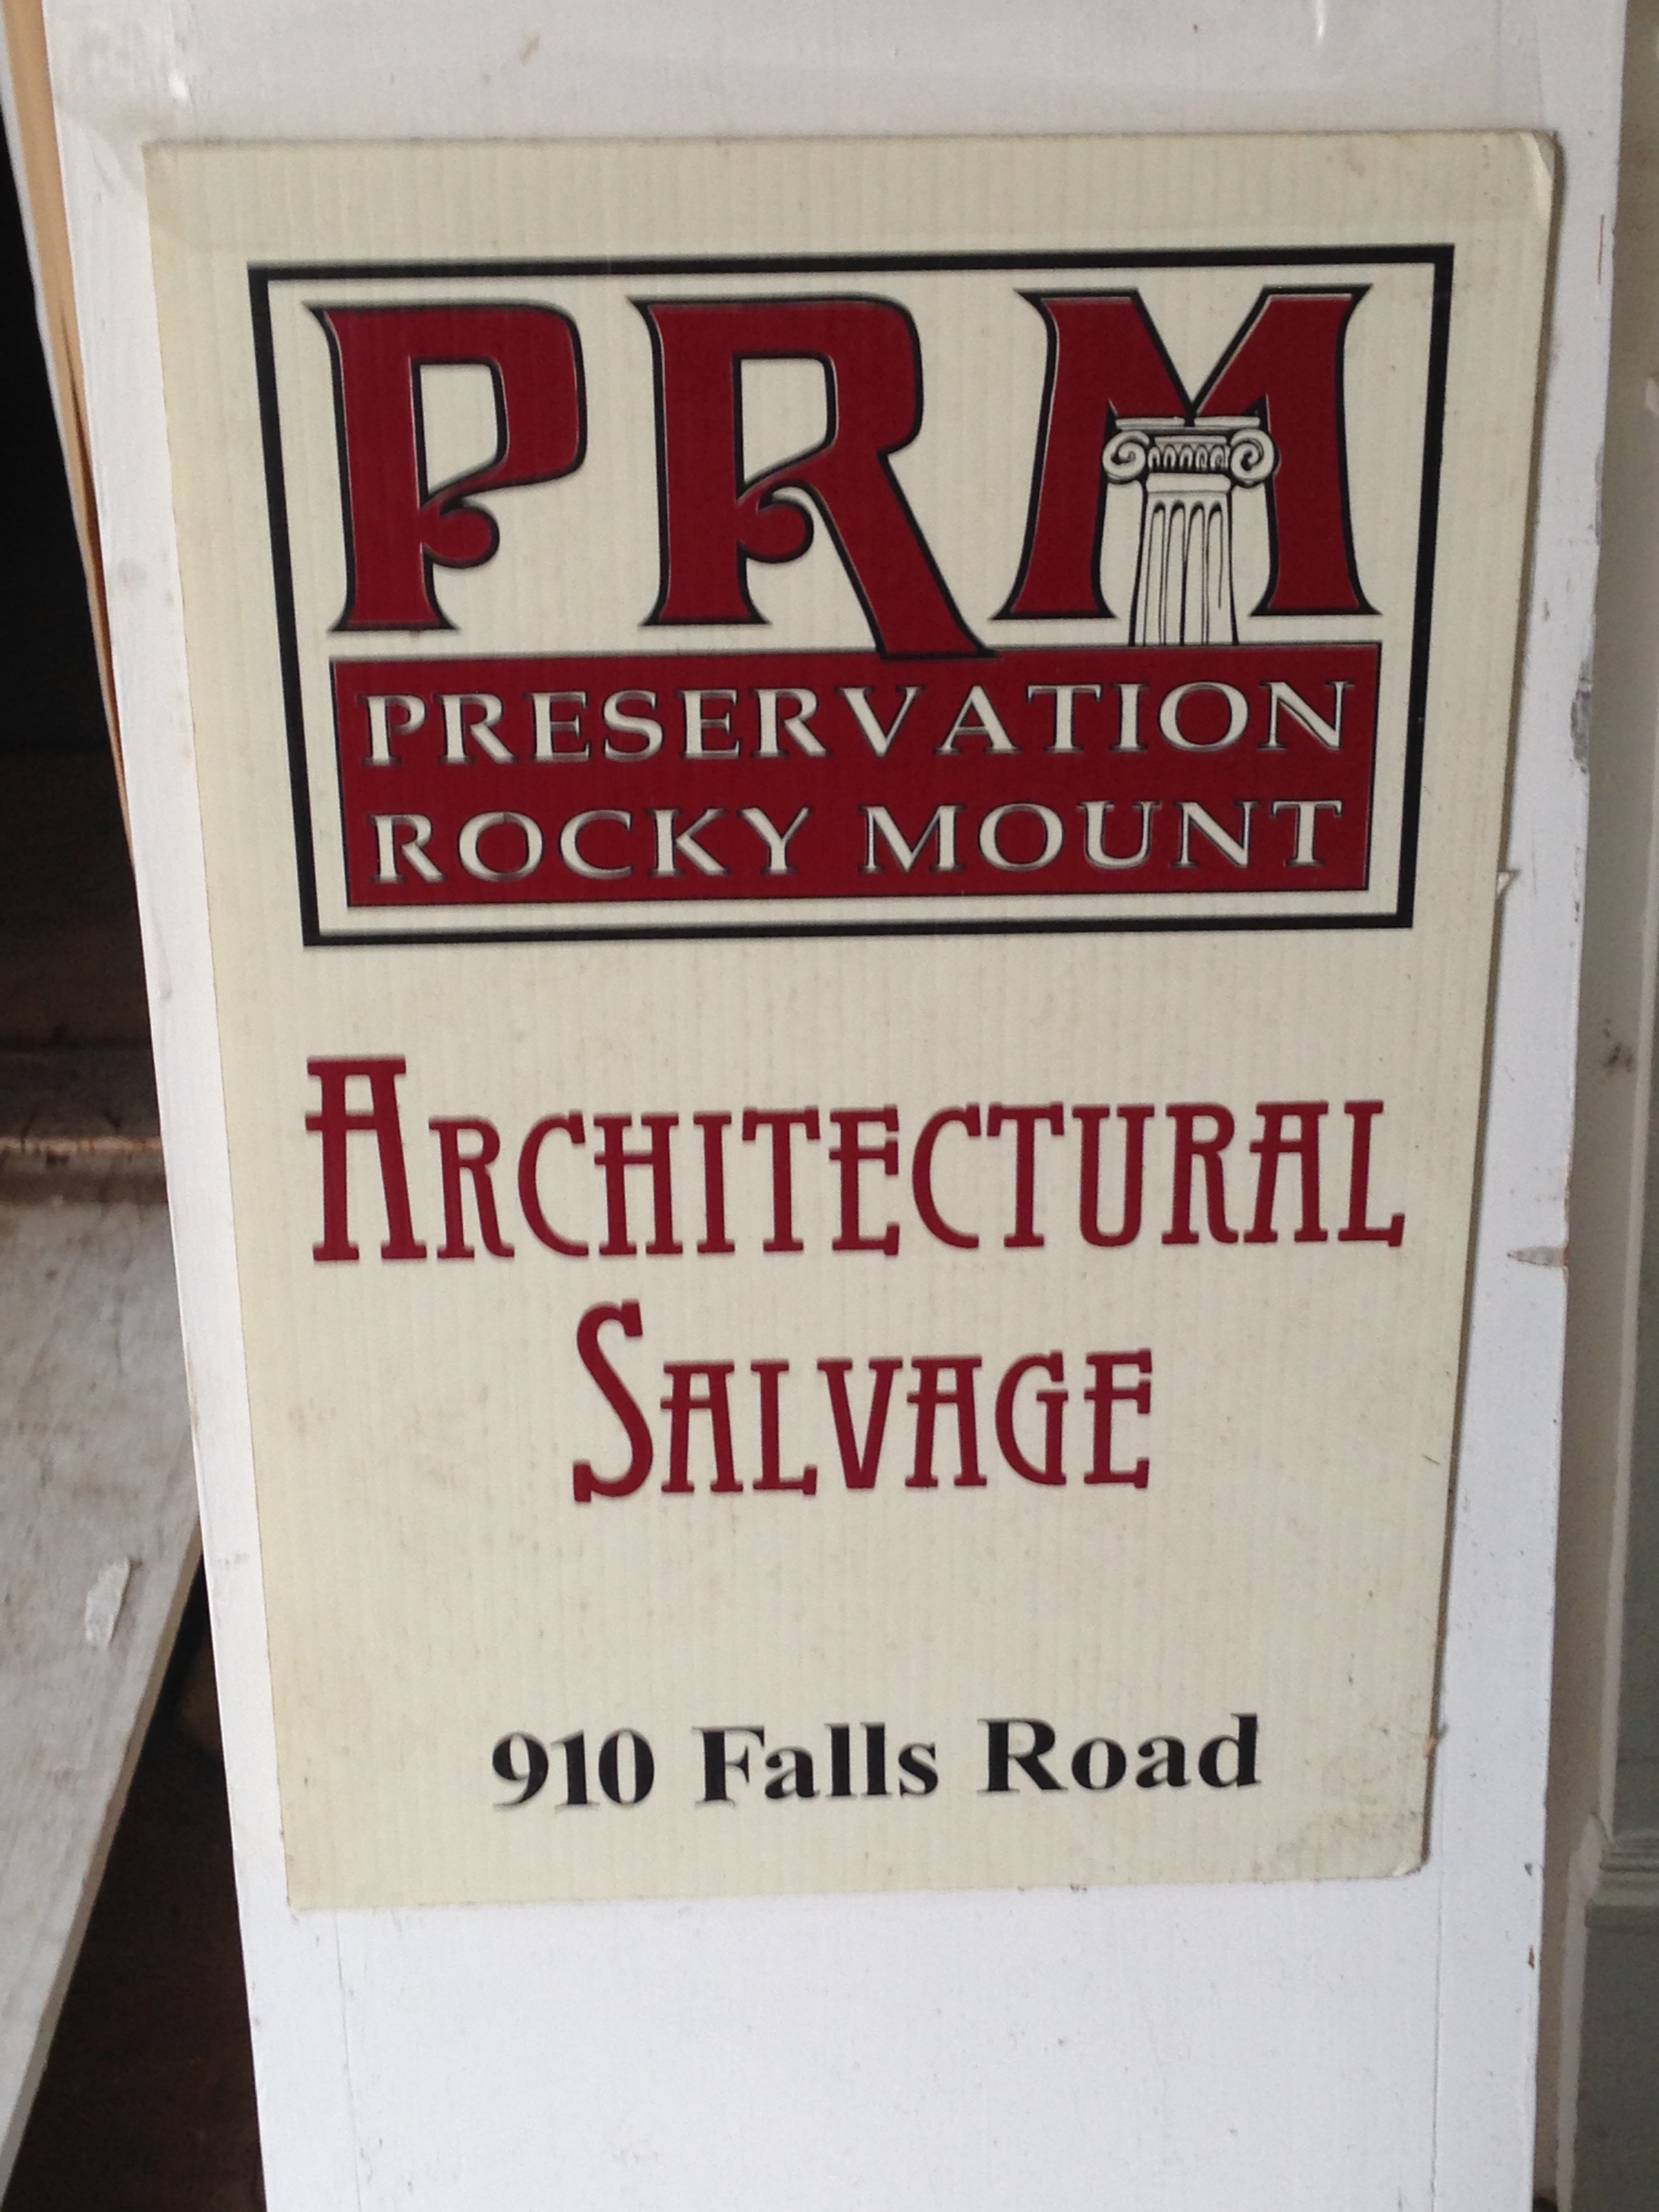 PRM
PRESERVATION
ROCKY MOUNT
ARCHITECTURAL
SALVAGE
910 Falls Road